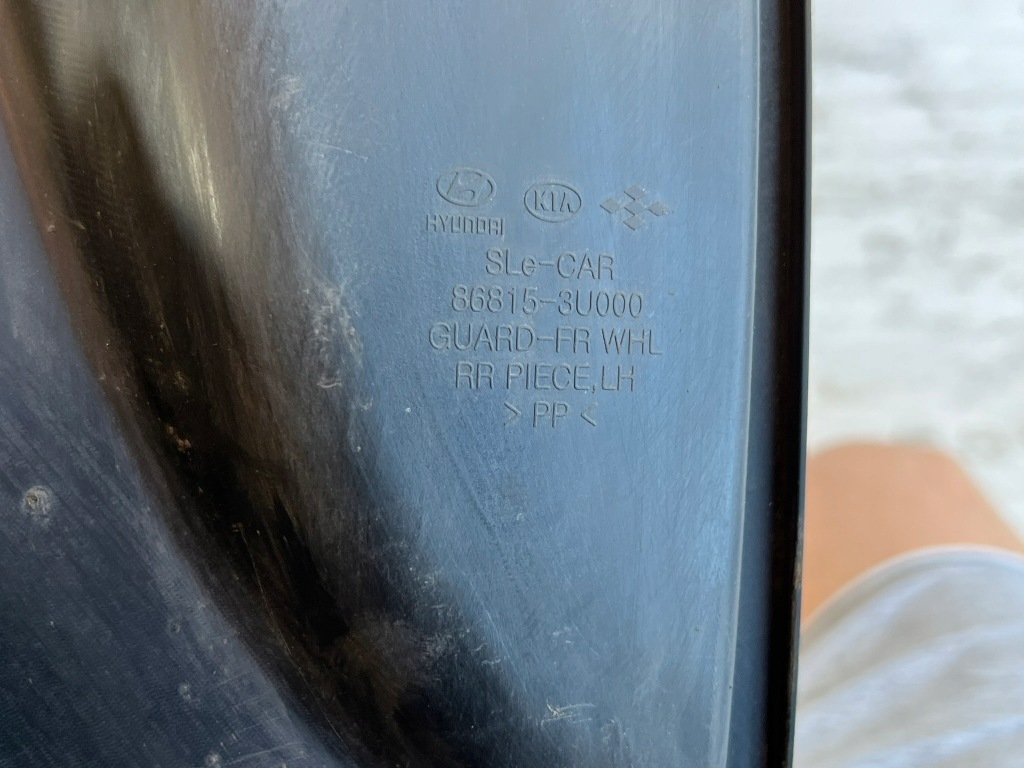 HYUNDAI
KIA
SLe-CAR
86815-3U000
GUARD-FR WHL
RR PIECE,LH
> PP <